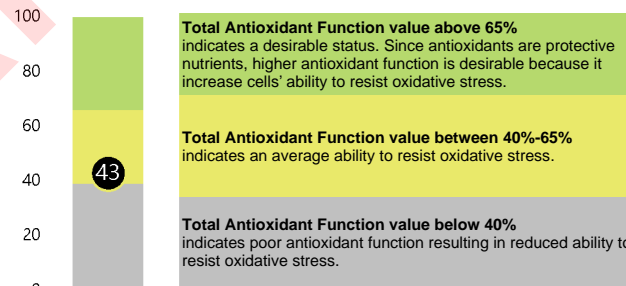 100
80
60
43
40
20
Total Antioxidant Function value above 65%
indicates a desirable status. Since antioxidants are protective
nutrients, higher antioxidant function is desirable because it
increase cells' ability to resist oxidative stress.
Total Antioxidant Function value between 40%-65%
indicates an average ability to resist oxidative stress.
Total Antioxidant Function value below 40%
indicates poor antioxidant function resulting in reduced ability to
resist oxidative stress.